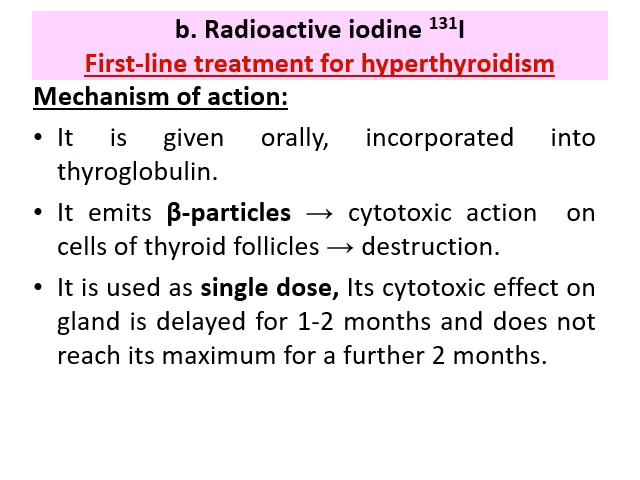 b. Radioactive iodine ¹³¹I
First-line treatment for hyperthyroidism
Mechanism of action:
• It is given orally, incorporated into
thyroglobulin.
• It emits β-particles → cytotoxic action on
cells of thyroid follicles → destruction.
• It is used as single dose, Its cytotoxic effect on
gland is delayed for 1-2 months and does not
reach its maximum for a further 2 months.